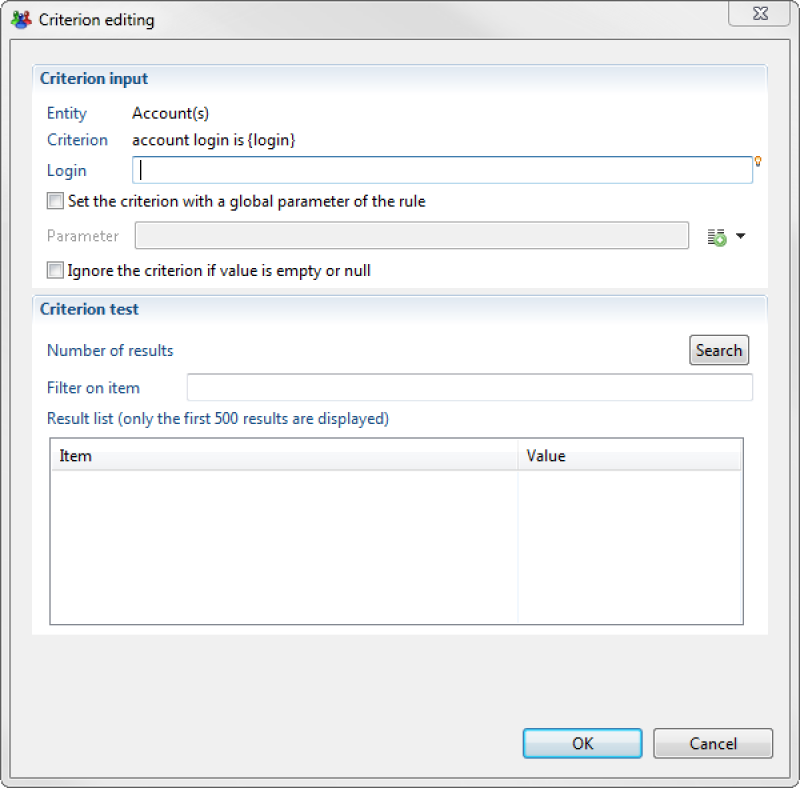 Criterion editing
Criterion input
Entity Account(s)
Criterion account login is {login}
Login
Set the criterion with a global parameter of the rule
Parameter
Ignore the criterion if value is empty or null
Criterion test
Number of results Search
Filter on item
Result list (only the first 500 results are displayed)
Item Value
OK Cancel